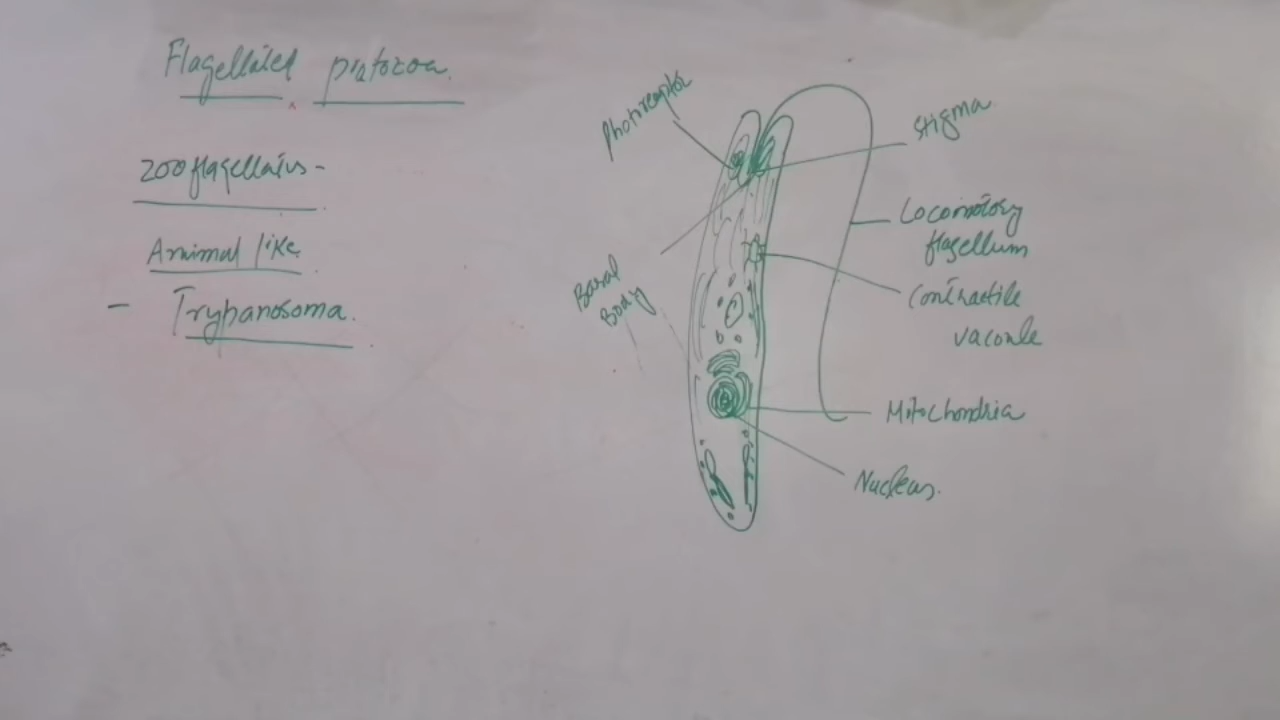 Flagellated protozoa.
Zooflagellates -
Animal like
- Trypanosoma.
Photoreceptor
Stigma
Locomotory
flagellum
Basal
Body
Contractile
vacoule
Mitochondria
Nucleus.